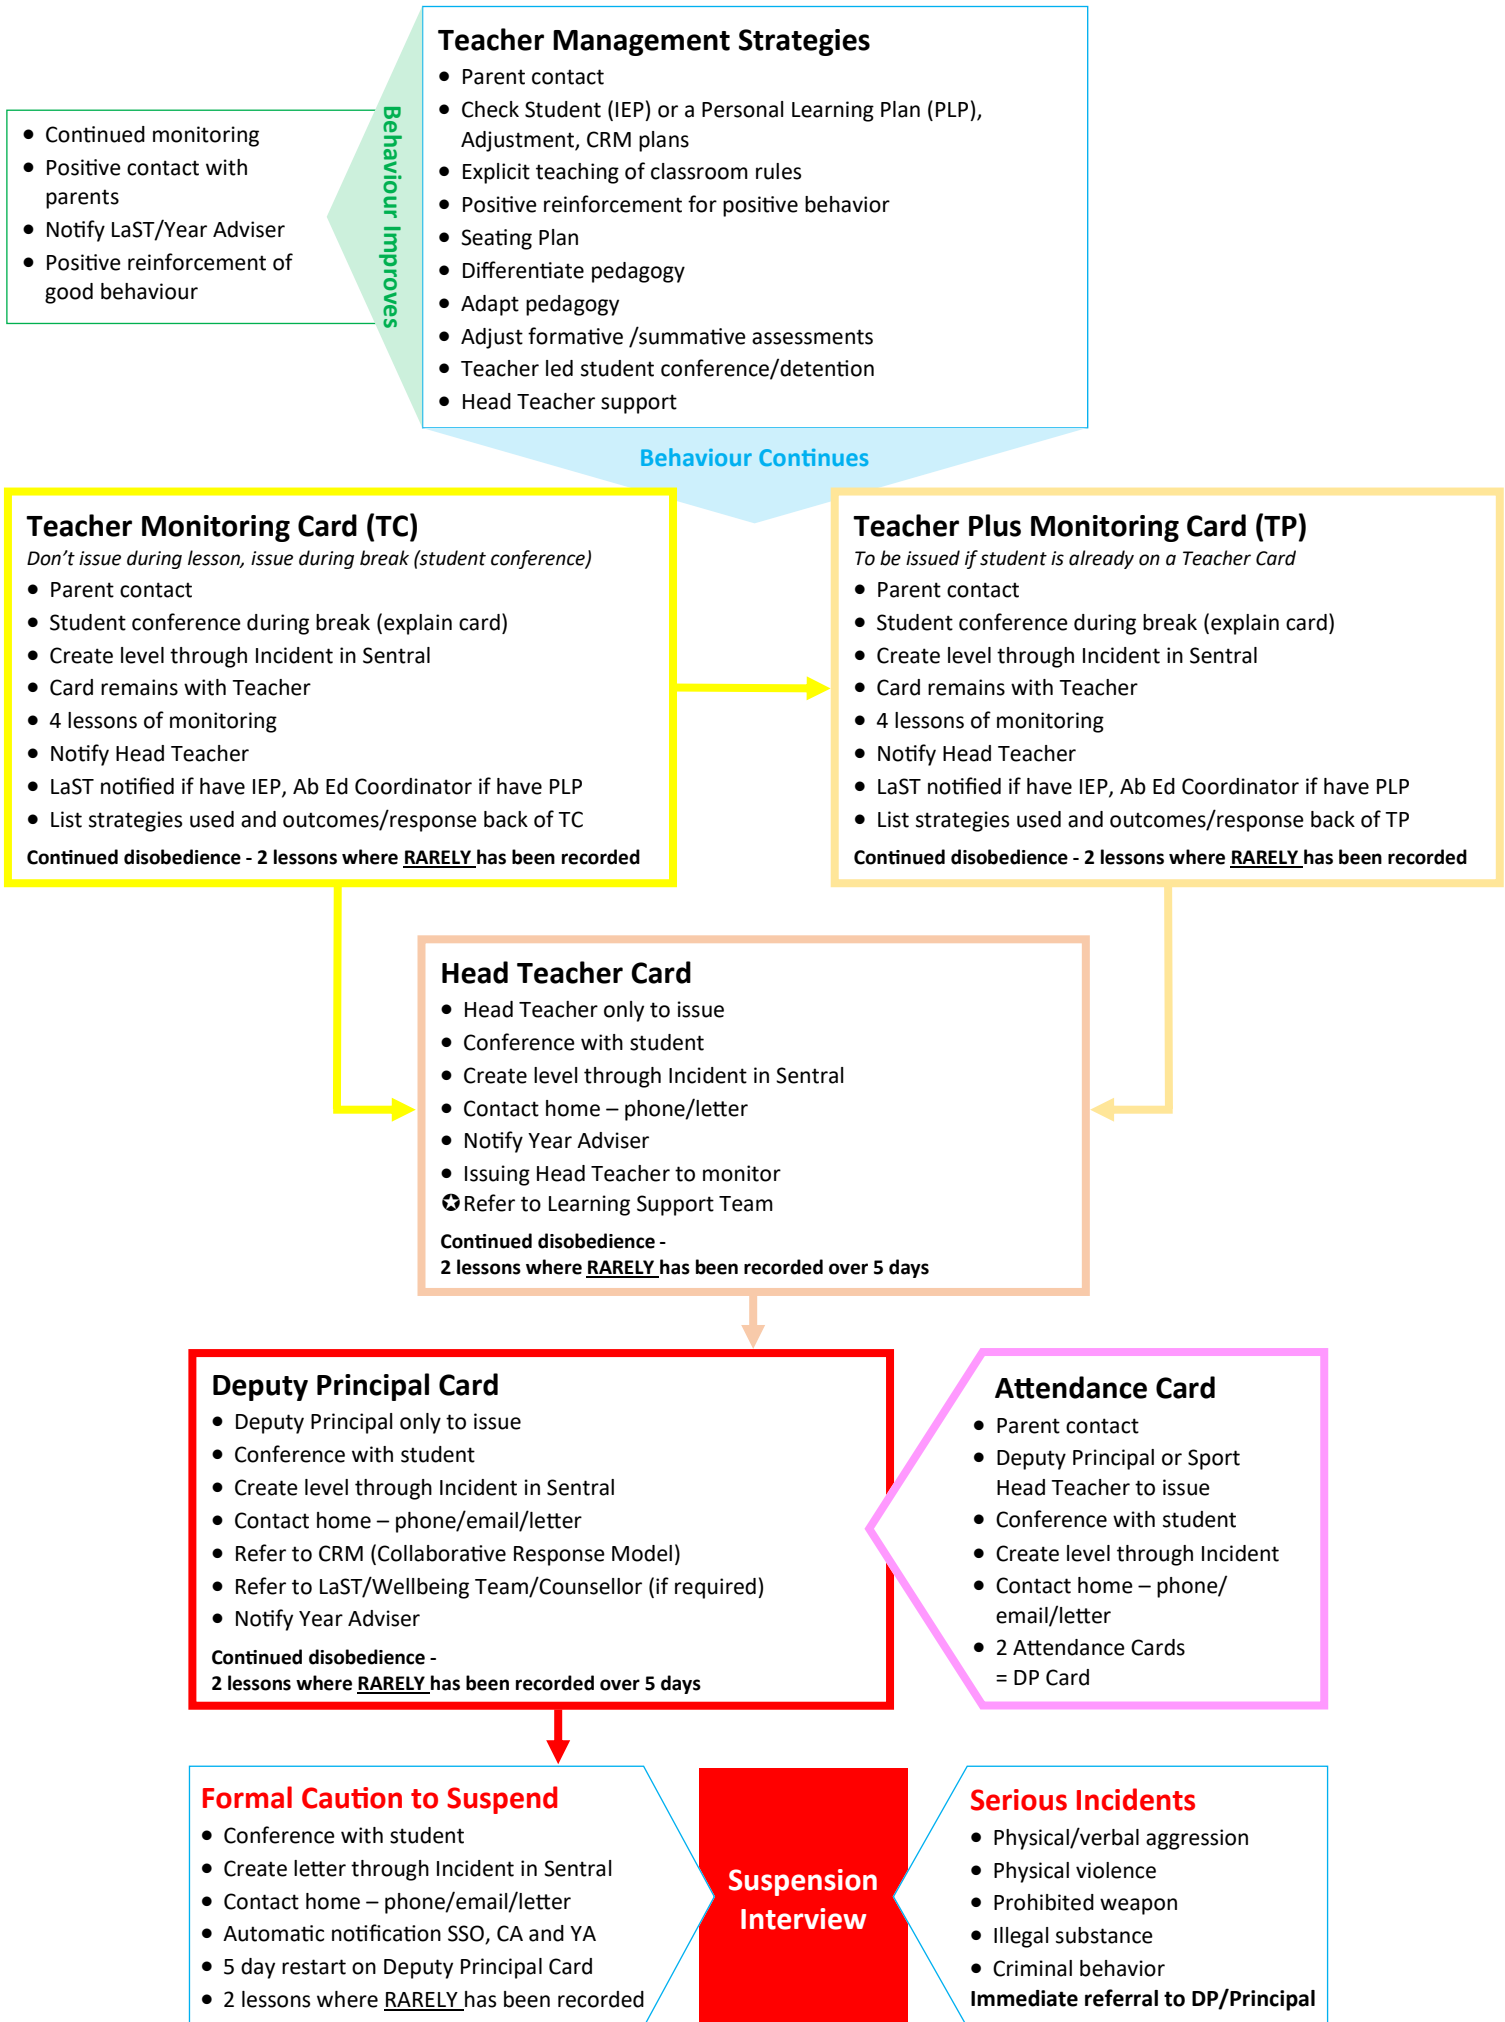 Teacher Management Strategies
• Parent contact
• Check Student (IEP) or a Personal Learning Plan (PLP),
Adjustment, CRM plans
• Explicit teaching of classroom rules
• Positive reinforcement for positive behavior
• Seating Plan
• Differentiate pedagogy
• Adapt pedagogy
• Adjust formative /summative assessments
• Teacher led student conference/detention
• Head Teacher support
Behaviour Improves
• Continued monitoring
• Positive contact with
parents
• Notify LaST/Year Adviser
• Positive reinforcement of
good behaviour
Behaviour Continues
Teacher Monitoring Card (TC)
Don’t issue during lesson, issue during break (student conference)
• Parent contact
• Student conference during break (explain card)
• Create level through Incident in Sentral
• Card remains with Teacher
• 4 lessons of monitoring
• Notify Head Teacher
• LaST notified if have IEP, Ab Ed Coordinator if have PLP
• List strategies used and outcomes/response back of TC
Continued disobedience - 2 lessons where RARELY has been recorded
Teacher Plus Monitoring Card (TP)
To be issued if student is already on a Teacher Card
• Parent contact
• Student conference during break (explain card)
• Create level through Incident in Sentral
• Card remains with Teacher
• 4 lessons of monitoring
• Notify Head Teacher
• LaST notified if have IEP, Ab Ed Coordinator if have PLP
• List strategies used and outcomes/response back of TP
Continued disobedience - 2 lessons where RARELY has been recorded
Head Teacher Card
• Head Teacher only to issue
• Conference with student
• Create level through Incident in Sentral
• Contact home – phone/letter
• Notify Year Adviser
• Issuing Head Teacher to monitor
✪ Refer to Learning Support Team
Continued disobedience -
2 lessons where RARELY has been recorded over 5 days
Deputy Principal Card
• Deputy Principal only to issue
• Conference with student
• Create level through Incident in Sentral
• Contact home – phone/email/letter
• Refer to CRM (Collaborative Response Model)
• Refer to LaST/Wellbeing Team/Counsellor (if required)
• Notify Year Adviser
Continued disobedience -
2 lessons where RARELY has been recorded over 5 days
Attendance Card
• Parent contact
• Deputy Principal or Sport
Head Teacher to issue
• Conference with student
• Create level through Incident
• Contact home – phone/
email/letter
• 2 Attendance Cards
= DP Card
Formal Caution to Suspend
• Conference with student
• Create letter through Incident in Sentral
• Contact home – phone/email/letter
• Automatic notification SSO, CA and YA
• 5 day restart on Deputy Principal Card
• 2 lessons where RARELY has been recorded
Suspension
Interview
Serious Incidents
• Physical/verbal aggression
• Physical violence
• Prohibited weapon
• Illegal substance
• Criminal behavior
Immediate referral to DP/Principal